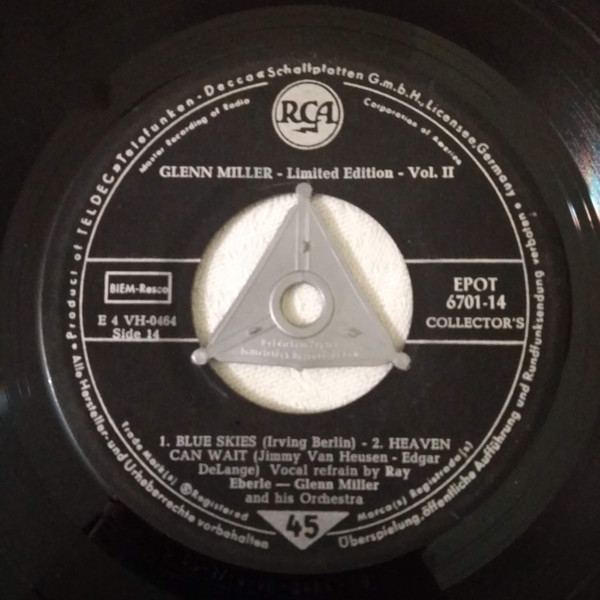 »Product of TELDEC»Telefunken-Decca«Schallplatten G.m.b.H., Licensee, Germany
Master Recording of Radio Corporation of America
RCA
GLENN MILLER - Limited Edition - Vol. II
BIEM-Resco
E 4 VH-0464
Side 14
EPOT
6701-14
COLLECTOR'S
1. BLUE SKIES (Irving Berlin) - 2. HEAVEN
CAN WAIT (Jimmy Van Heusen - Edgar
DeLange) Vocal refrain by Ray
Eberle — Glenn Miller
and his Orchestra
Trade Mark(s) ®Registered
Marca(s) Registrada(s)
45
Alle Hersteller- und Urheberrechte vorbehalten
Überspielung, öffentliche Aufführung und Rundfunksendung verboten